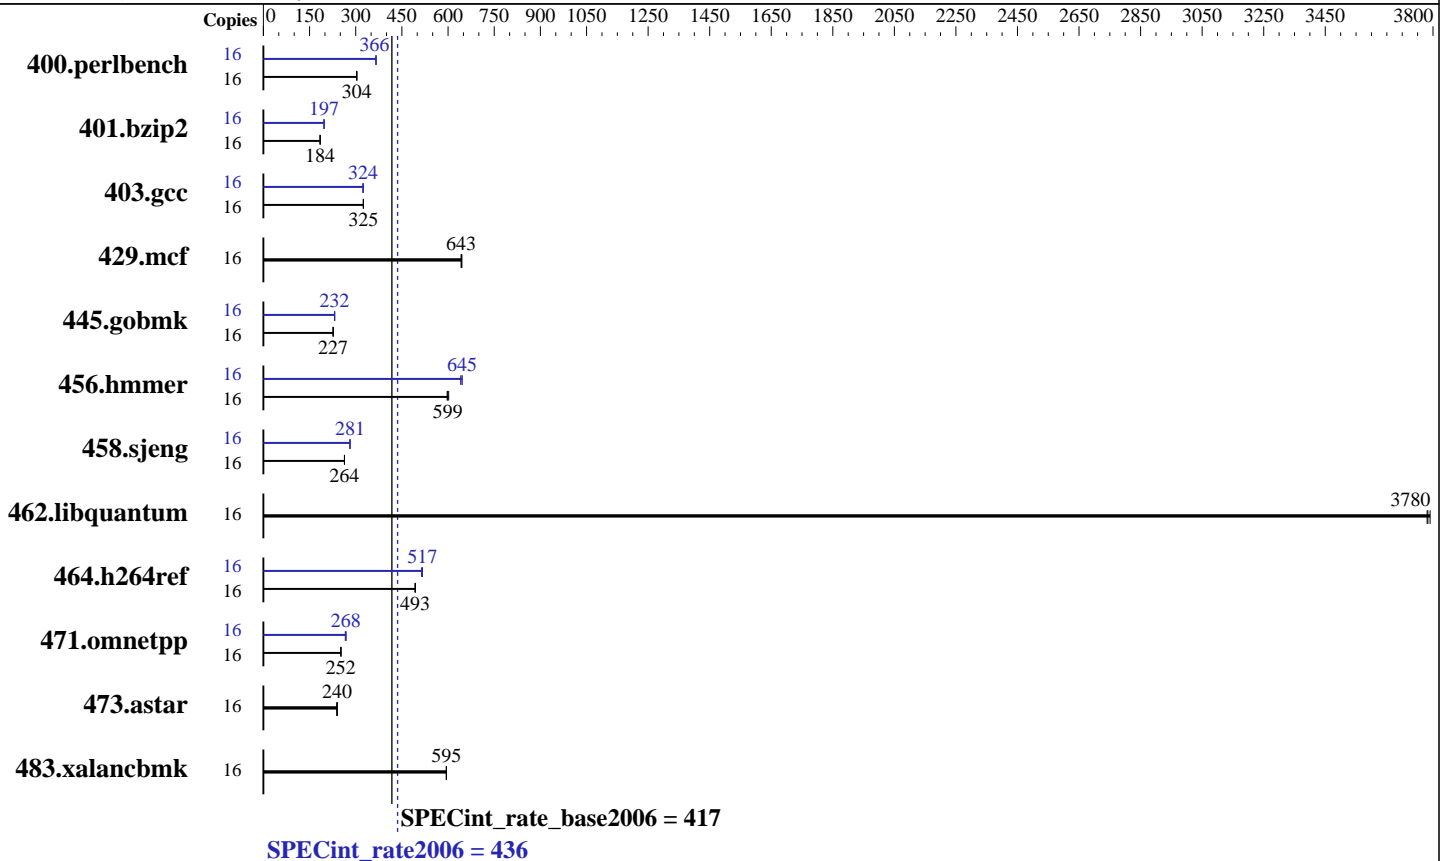 Copies 0 150 300 450 600 750 900 1050 1250 1450 1650 1850 2050 2250 2450 2650 2850 3050 3250 3450 3800
400.perlbench 16 366
16 304
401.bzip2 16 197
16 184
403.gcc 16 324
16 325
429.mcf 16 643
445.gobmk 16 232
16 227
456.hmmer 16 645
16 599
458.sjeng 16 281
16 264
462.libquantum 16 3780
464.h264ref 16 517
16 493
471.omnetpp 16 268
16 252
473.astar 16 240
483.xalancbmk 16 595
SPECint_rate_base2006 = 417
SPECint_rate2006 = 436